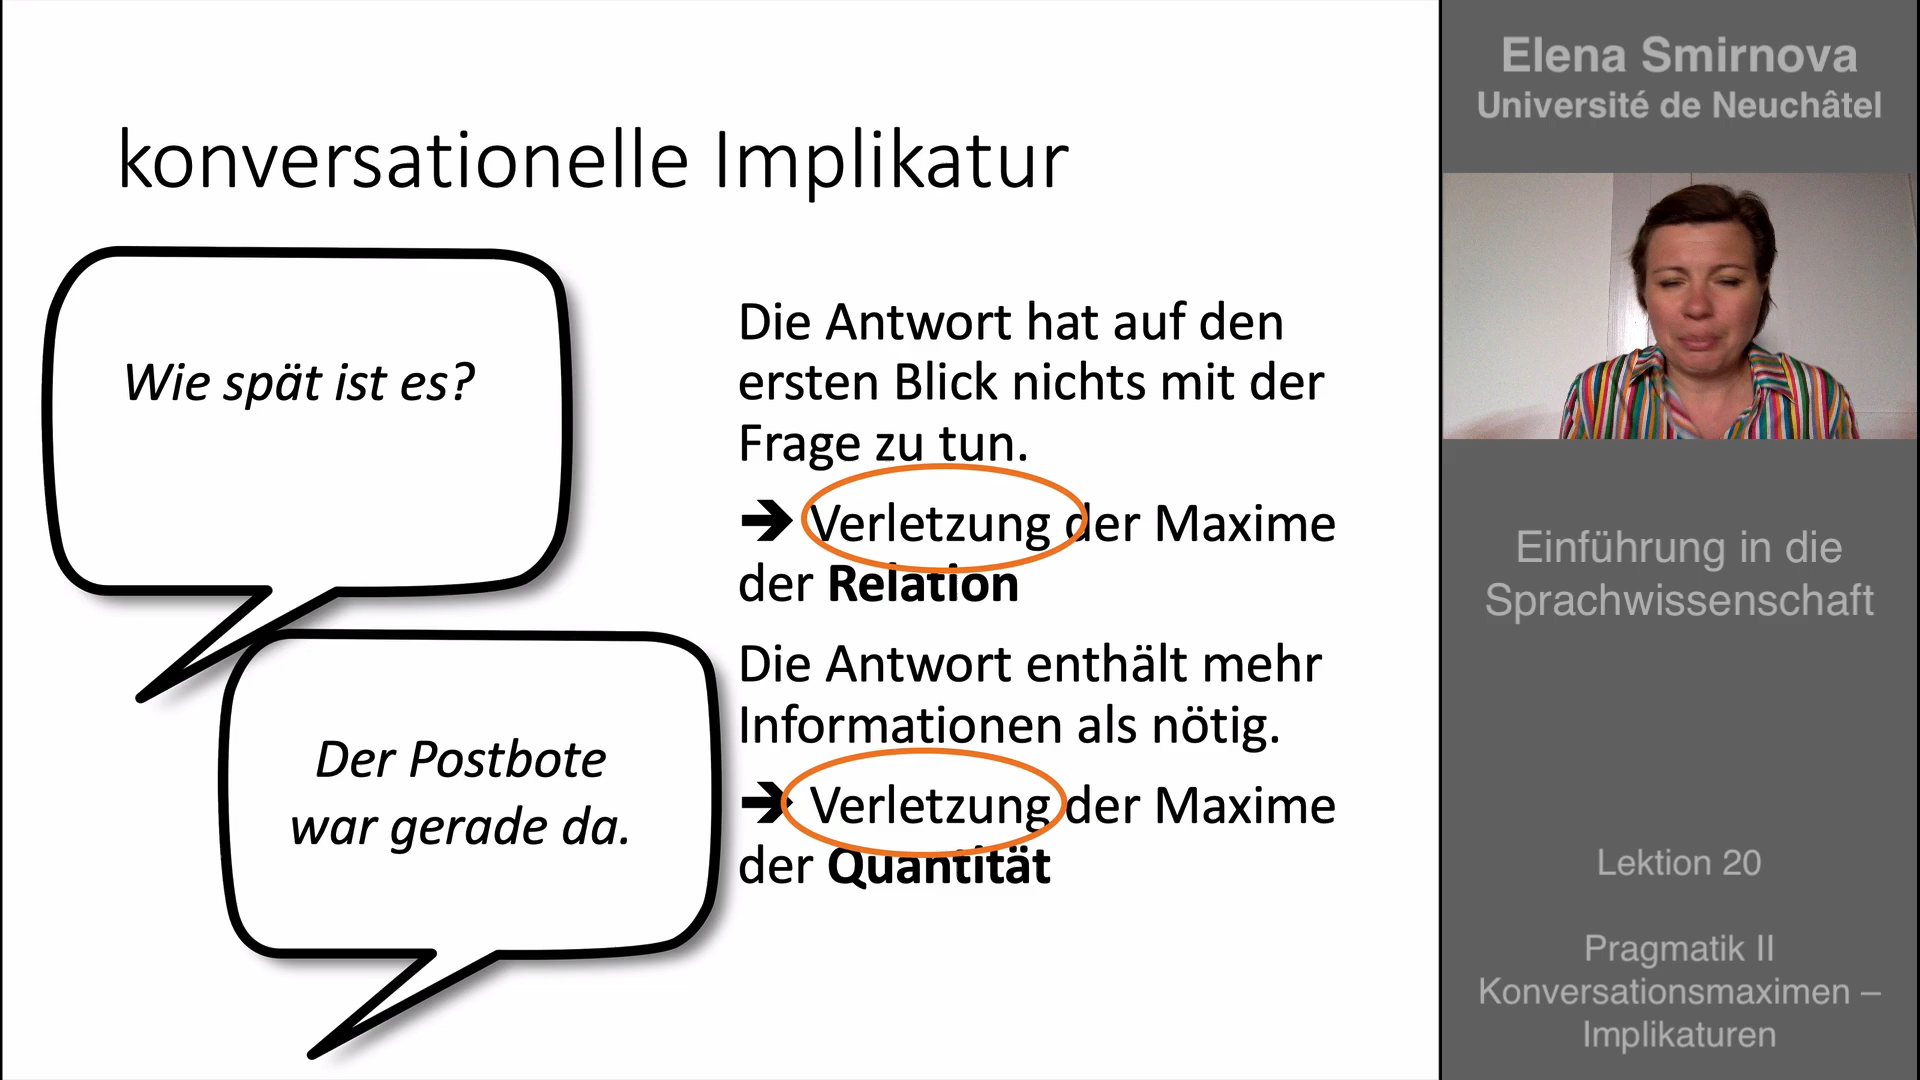 konversationelle Implikatur
Wie spät ist es?
Der Postbote
war gerade da.
Die Antwort hat auf den
ersten Blick nichts mit der
Frage zu tun.
➔ Verletzung der Maxime
der Relation
Die Antwort enthält mehr
Informationen als nötig.
➔ Verletzung der Maxime
der Quantität
Elena Smirnova
Université de Neuchâtel
Einführung in die
Sprachwissenschaft
Lektion 20
Pragmatik II
Konversationsmaximen –
Implikaturen